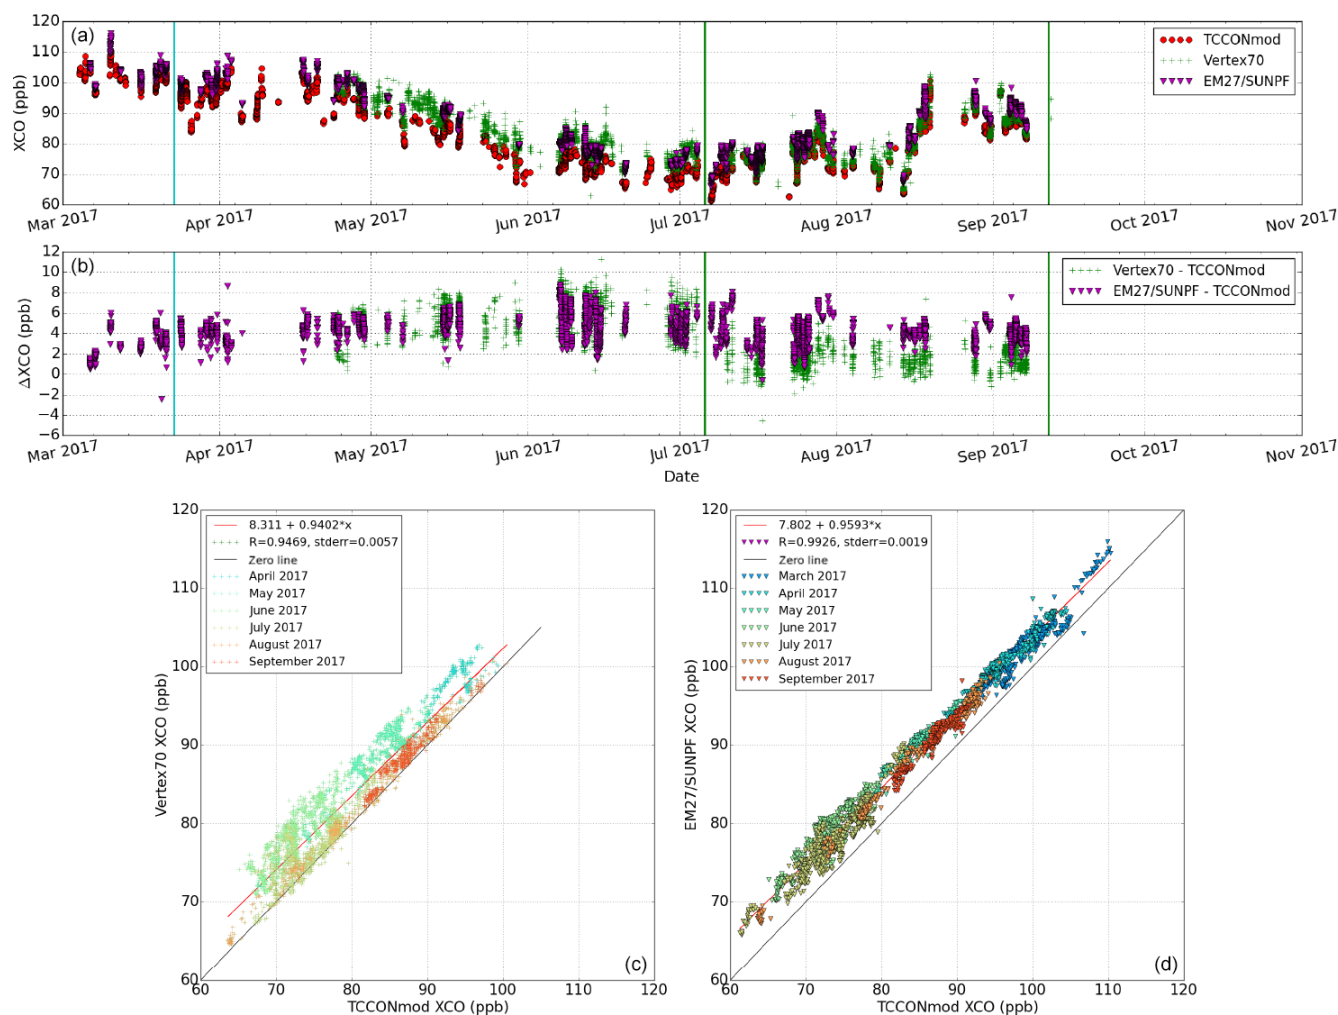 (a)
XCO (ppb)
120
110
100
90
80
70
60
TCCONmod
Vertex70
EM27/SUNPF
Mar 2017
Apr 2017
May 2017
Jun 2017
Jul 2017
Aug 2017
Sep 2017
Oct 2017
Nov 2017
(b)
ΔXCO (ppb)
12
10
8
6
4
2
0
−2
−4
−6
Vertex70 - TCCONmod
EM27/SUNPF - TCCONmod
Mar 2017
Apr 2017
May 2017
Jun 2017
Jul 2017
Aug 2017
Sep 2017
Oct 2017
Nov 2017
Date
Vertex70 XCO (ppb)
120
110
100
90
80
70
60
8.311 + 0.9402*x
R=0.9469, stderr=0.0057
Zero line
April 2017
May 2017
June 2017
July 2017
August 2017
September 2017
(c)
60
70
80
90
100
110
120
TCCONmod XCO (ppb)
EM27/SUNPF XCO (ppb)
120
110
100
90
80
70
60
7.802 + 0.9593*x
R=0.9926, stderr=0.0019
Zero line
March 2017
April 2017
May 2017
June 2017
July 2017
August 2017
September 2017
(d)
60
70
80
90
100
110
120
TCCONmod XCO (ppb)